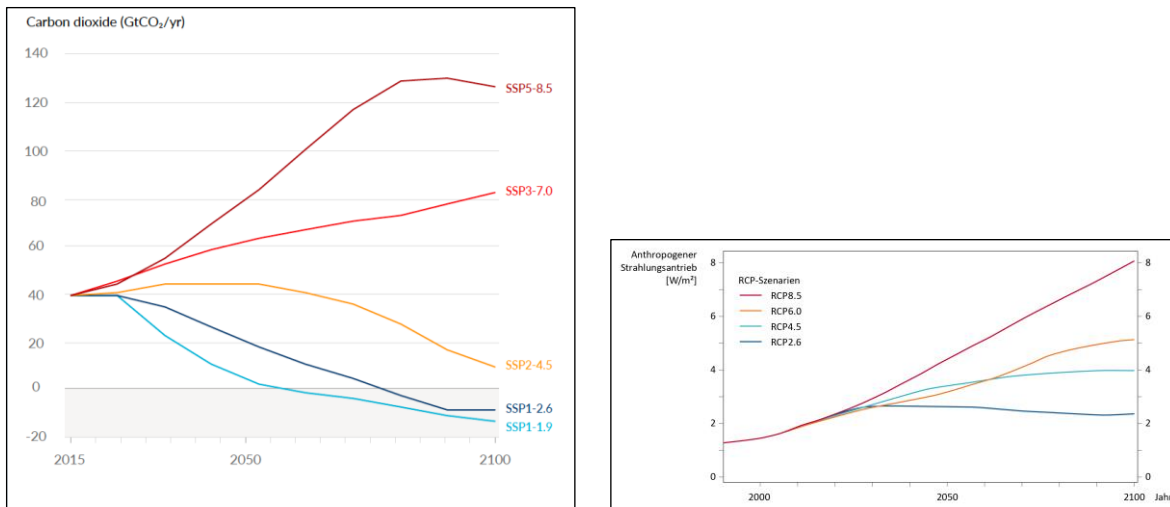 Carbon dioxide (GtCO₂/yr)
140
120
100
80
60
40
20
0
-20
SSP5-8.5
SSP3-7.0
SSP2-4.5
SSP1-2.6
SSP1-1.9
2015
2050
2100
Anthropogener
Strahlungsantrieb
[W/m²]
8
6
4
2
0
RCP-Szenarien
RCP8.5
RCP6.0
RCP4.5
RCP2.6
8
6
4
2
0
2000
2050
2100
Jahr